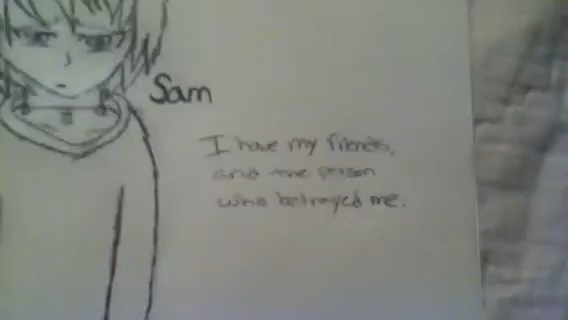 Sam
I hate my friends,
and the person
who betrayed me.